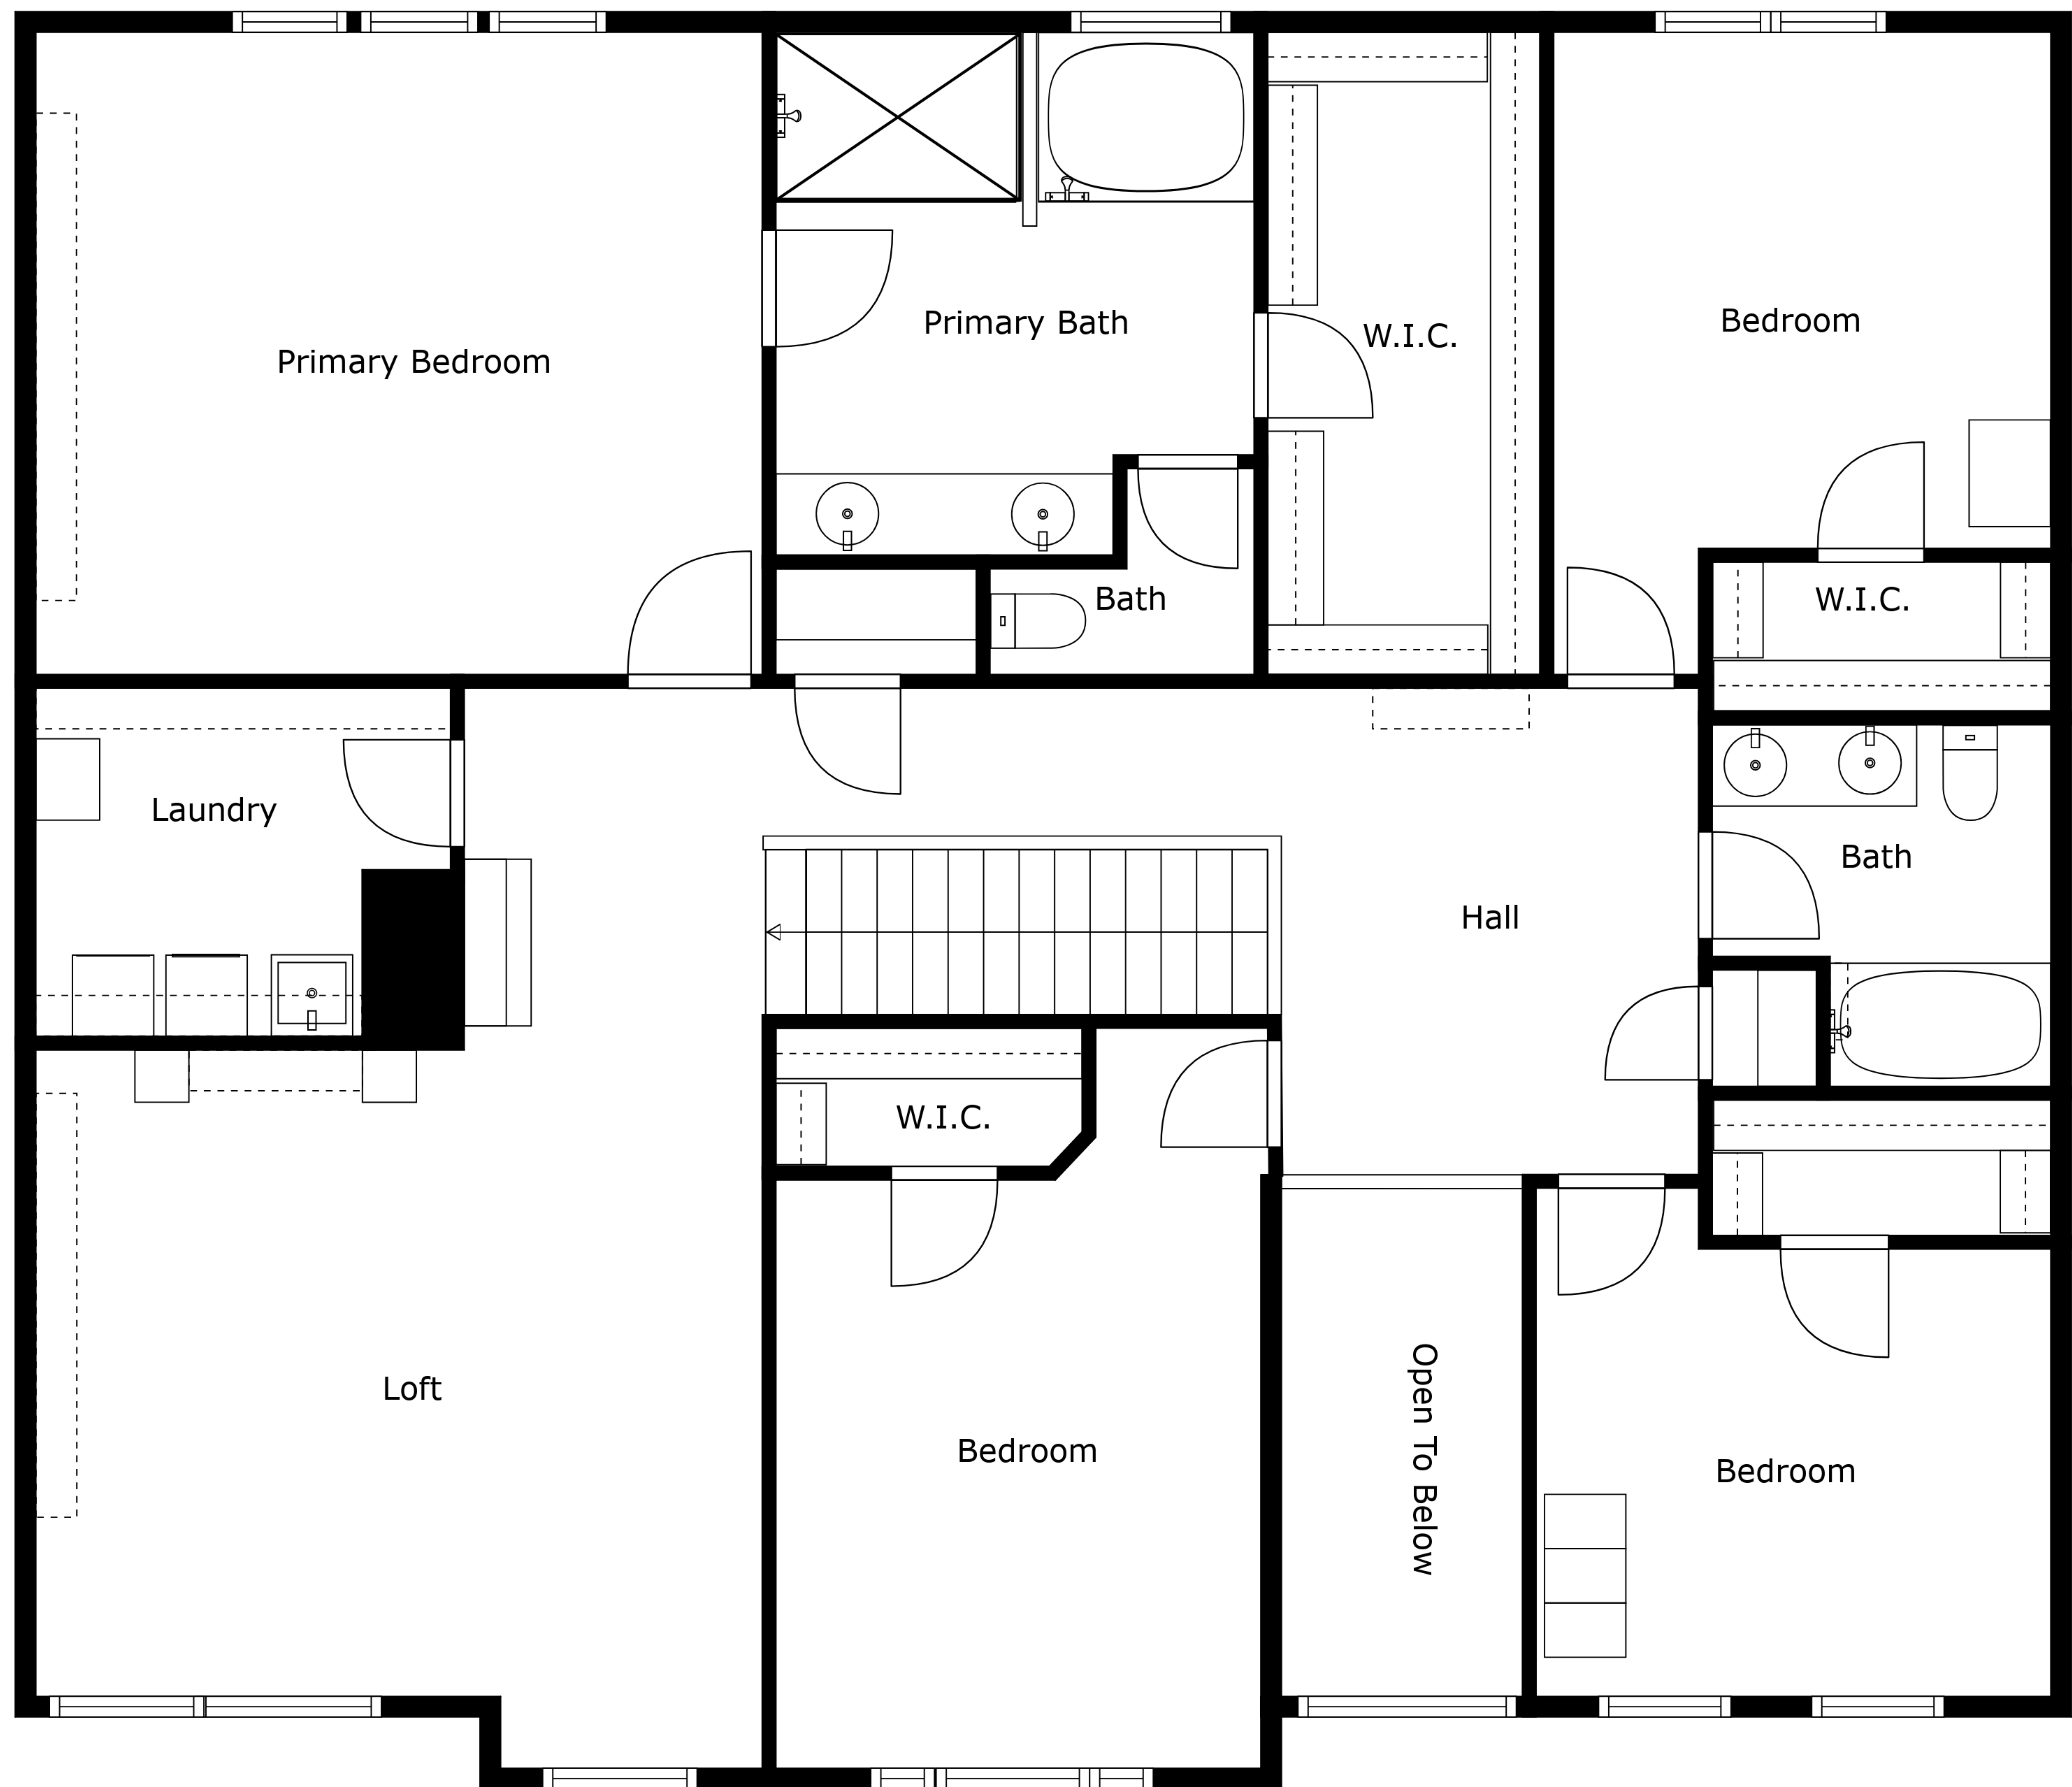 Primary Bedroom
Primary Bath
W.I.C.
Bedroom
Bath
W.I.C.
Laundry
Hall
Bath
W.I.C.
Loft
Bedroom
Open To Below
Bedroom